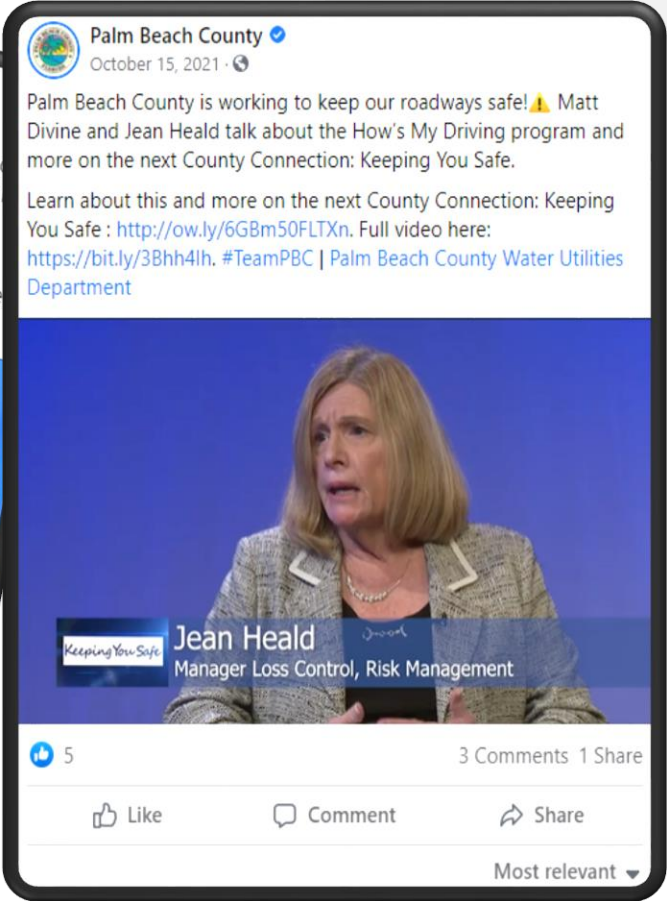 Palm Beach County
October 15, 2021 ·
Palm Beach County is working to keep our roadways safe!⚠️ Matt
Divine and Jean Heald talk about the How's My Driving program and
more on the next County Connection: Keeping You Safe.
Learn about this and more on the next County Connection: Keeping
You Safe : http://ow.ly/6GBm50FLTXn. Full video here:
https://bit.ly/3Bhh4lh. #TeamPBC | Palm Beach County Water Utilities
Department
Keeping You Safe
Jean Heald
Manager Loss Control, Risk Management
5
3 Comments 1 Share
Like Comment Share
Most relevant